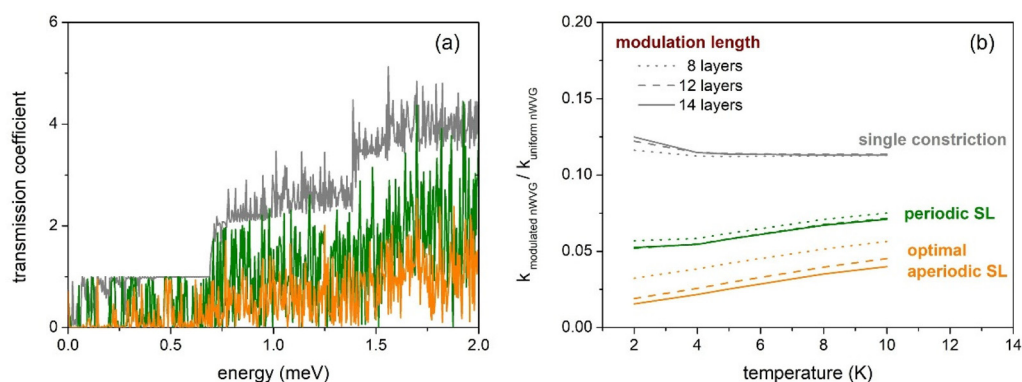 6
4
2
0
0.0
0.5
1.0
1.5
2.0
transmission coefficient
energy (meV)
(a)
0.20
0.15
0.10
0.05
0.00
2
4
6
8
10
12
14
k modulated nWVG / k uniform nWVG
temperature (K)
(b)
modulation length
8 layers
12 layers
14 layers
single constriction
periodic SL
optimal
aperiodic SL